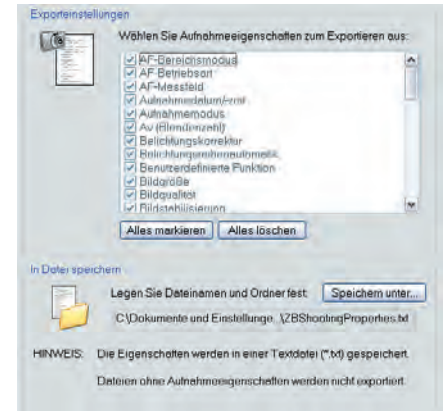 Exporteinstellungen
Wählen Sie Aufnahmeeigenschaften zum Exportieren aus:
AF-Bereichsmodus
AF-Betriebsart
AF-Messfeld
Aufnahmedatum/-zeit
Aufnahmemodus
Av (Blendenzahl)
Belichtungskorrektur
Belichtungsreihenautomatik
Benutzerdefinierte Funktion
Bildgröße
Bildqualität
Bildstabilisierung
Alles markieren Alles löschen
In Datei speichern
Legen Sie Dateinamen und Ordner fest: Speichern unter...
C:\Dokumente und Einstellunge...\ZBShootingProperties.txt
HINWEIS: Die Eigenschaften werden in einer Textdatei (*.txt) gespeichert.
Dateien ohne Aufnahmeeigenschaften werden nicht exportiert.